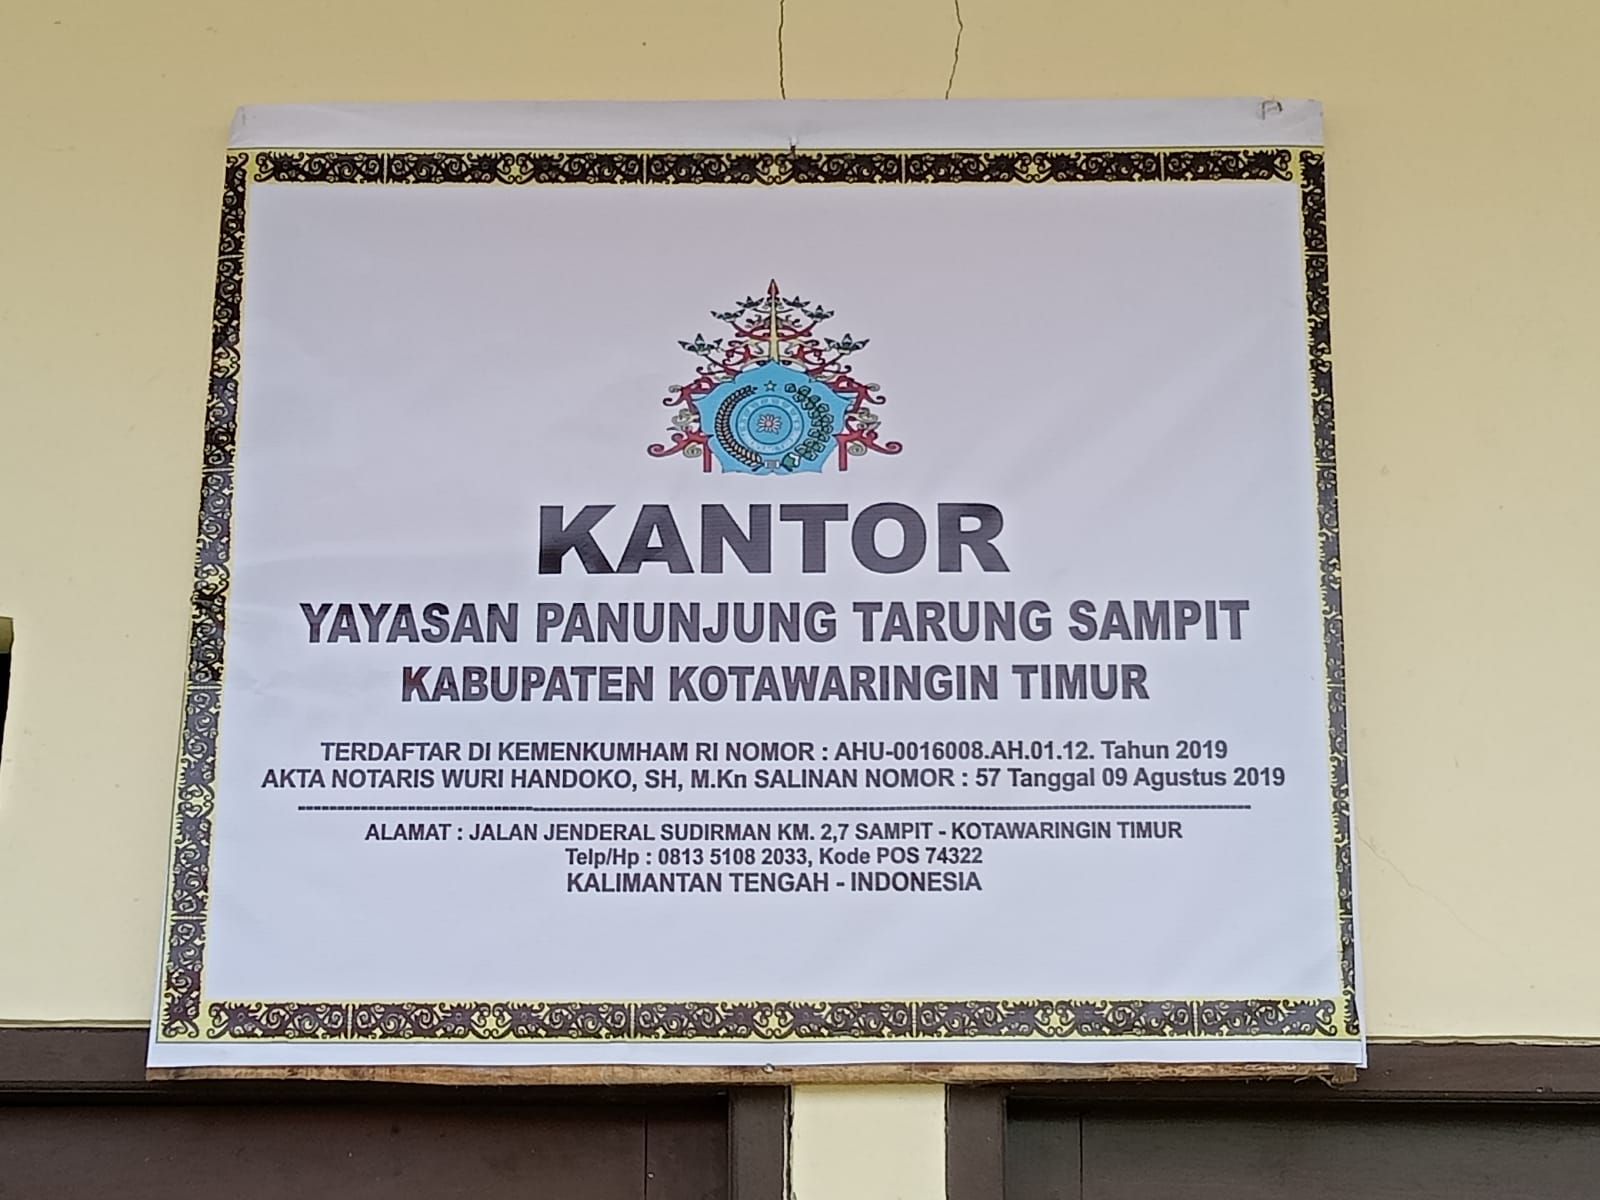 KANTOR
YAYASAN PANUNJUNG TARUNG SAMPIT
KABUPATEN KOTAWARINGIN TIMUR
TERDAFTAR DI KEMENKUMHAM RI NOMOR : AHU-0016008.AH.01.12. Tahun 2019
AKTA NOTARIS WURI HANDOKO, SH, M.Kn SALINAN NOMOR : 57 Tanggal 09 Agustus 2019
ALAMAT : JALAN JENDERAL SUDIRMAN KM. 2,7 SAMPIT - KOTAWARINGIN TIMUR
Telp/Hp : 0813 5108 2033, Kode POS 74322
KALIMANTAN TENGAH - INDONESIA